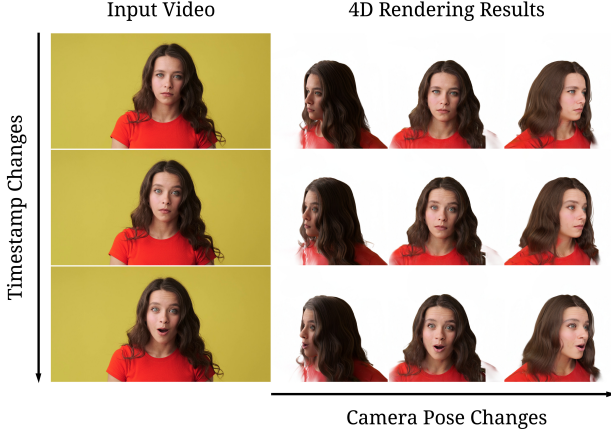 Input Video
4D Rendering Results
Timestamp Changes
Camera Pose Changes